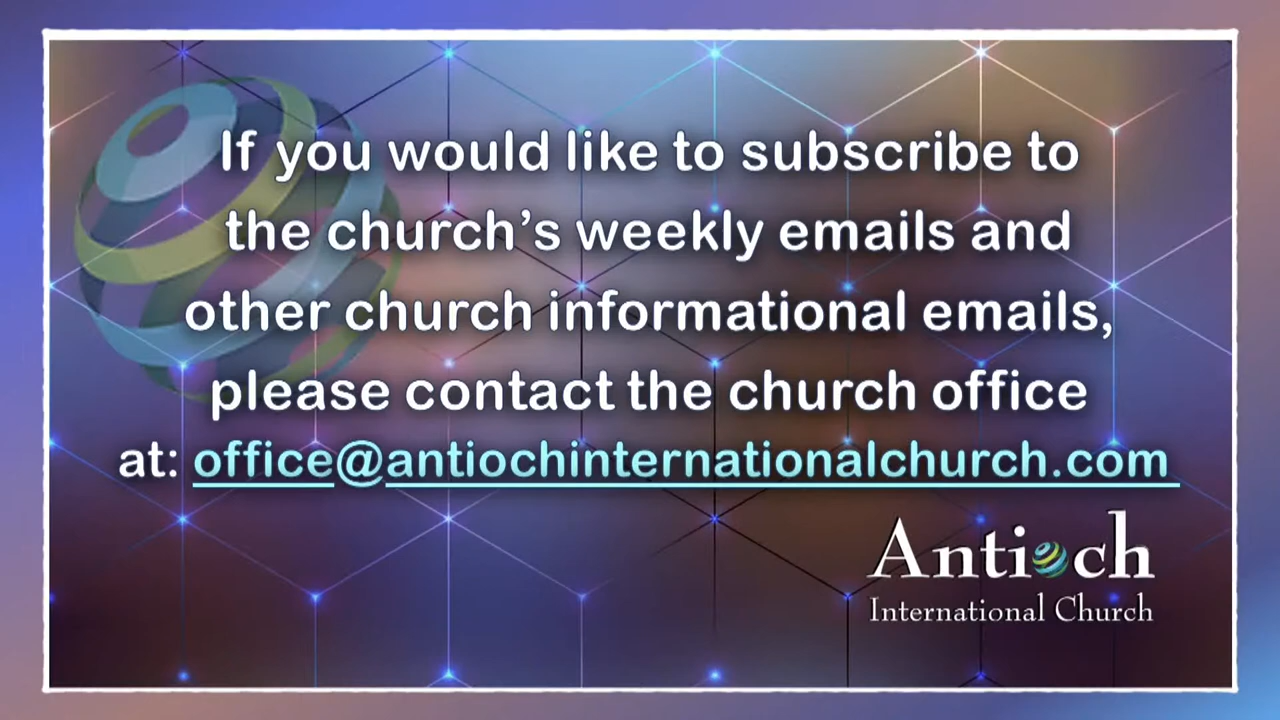 If you would like to subscribe to
the church’s weekly emails and
other church informational emails,
please contact the church office
at: office@antiochinternationalchurch.com
Antioch
International Church